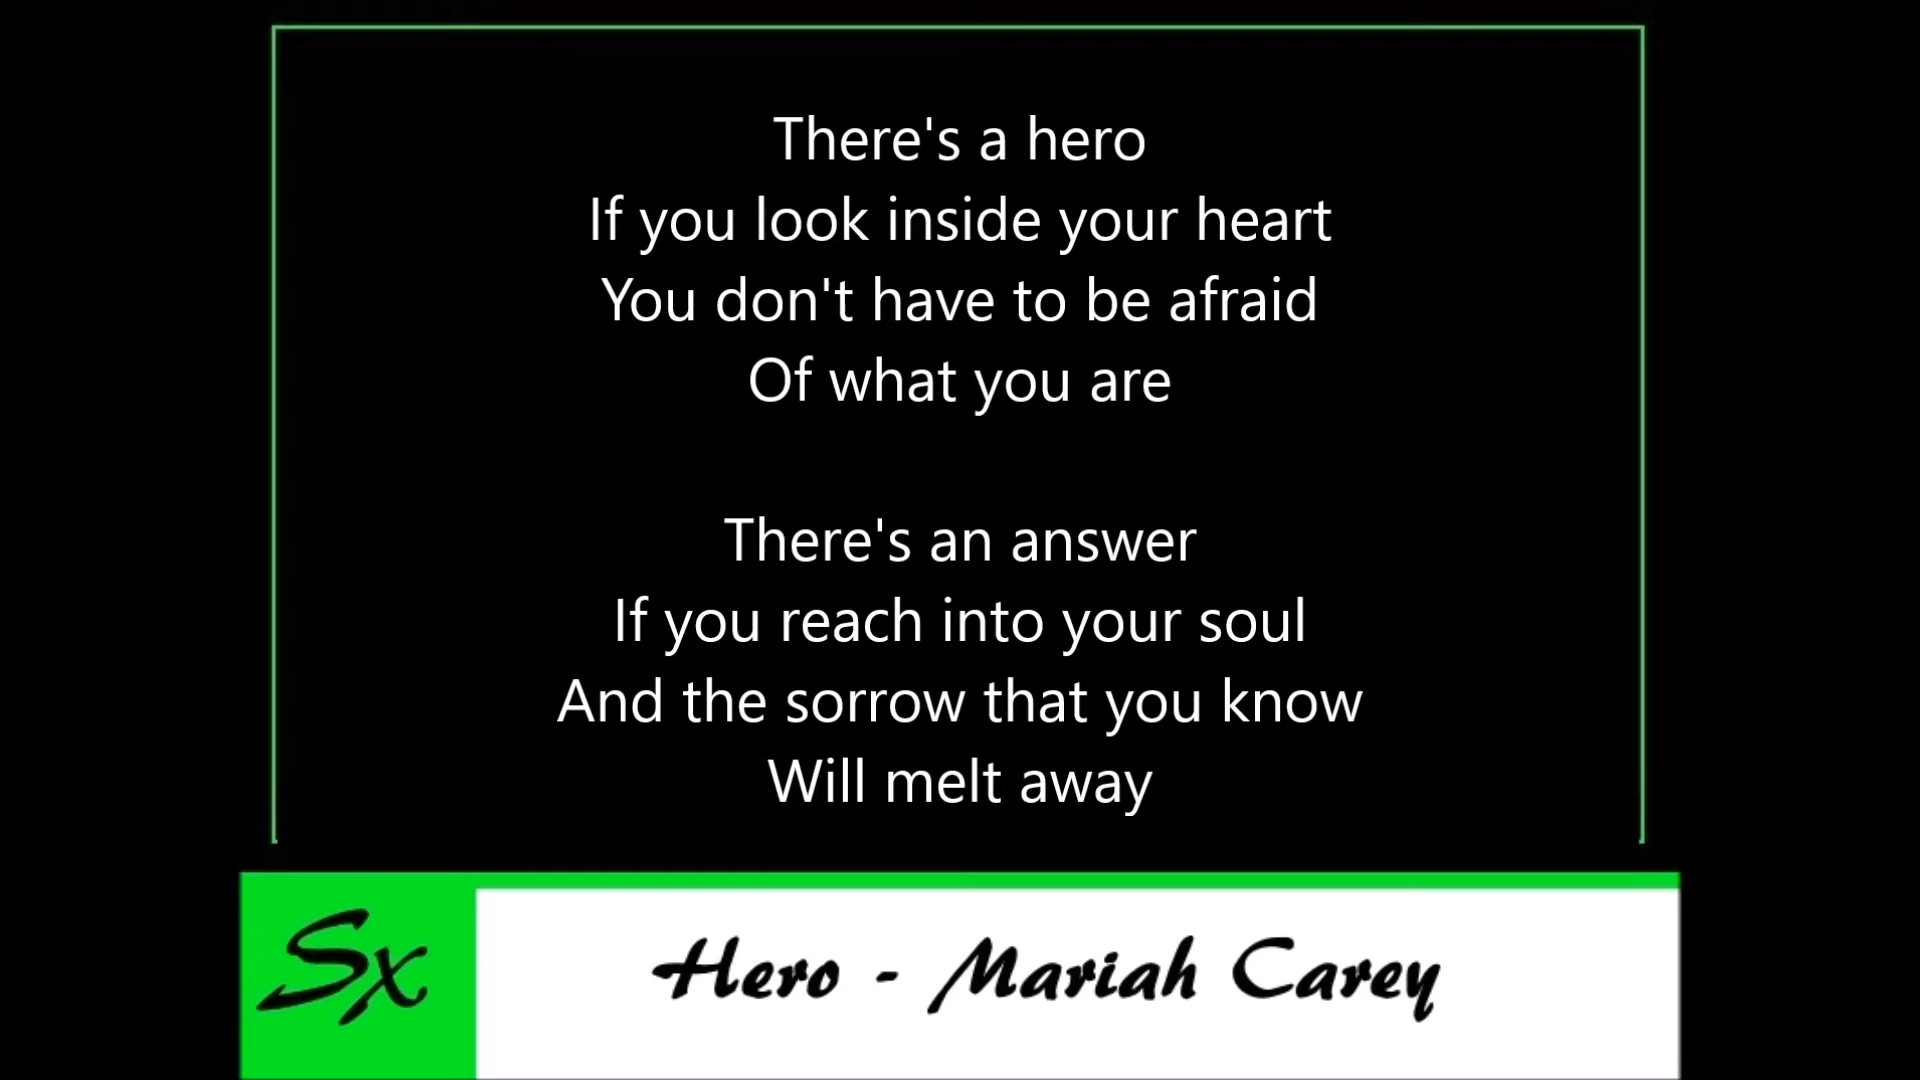 There's a hero
If you look inside your heart
You don't have to be afraid
Of what you are
There's an answer
If you reach into your soul
And the sorrow that you know
Will melt away
Sx
Hero - Mariah Carey